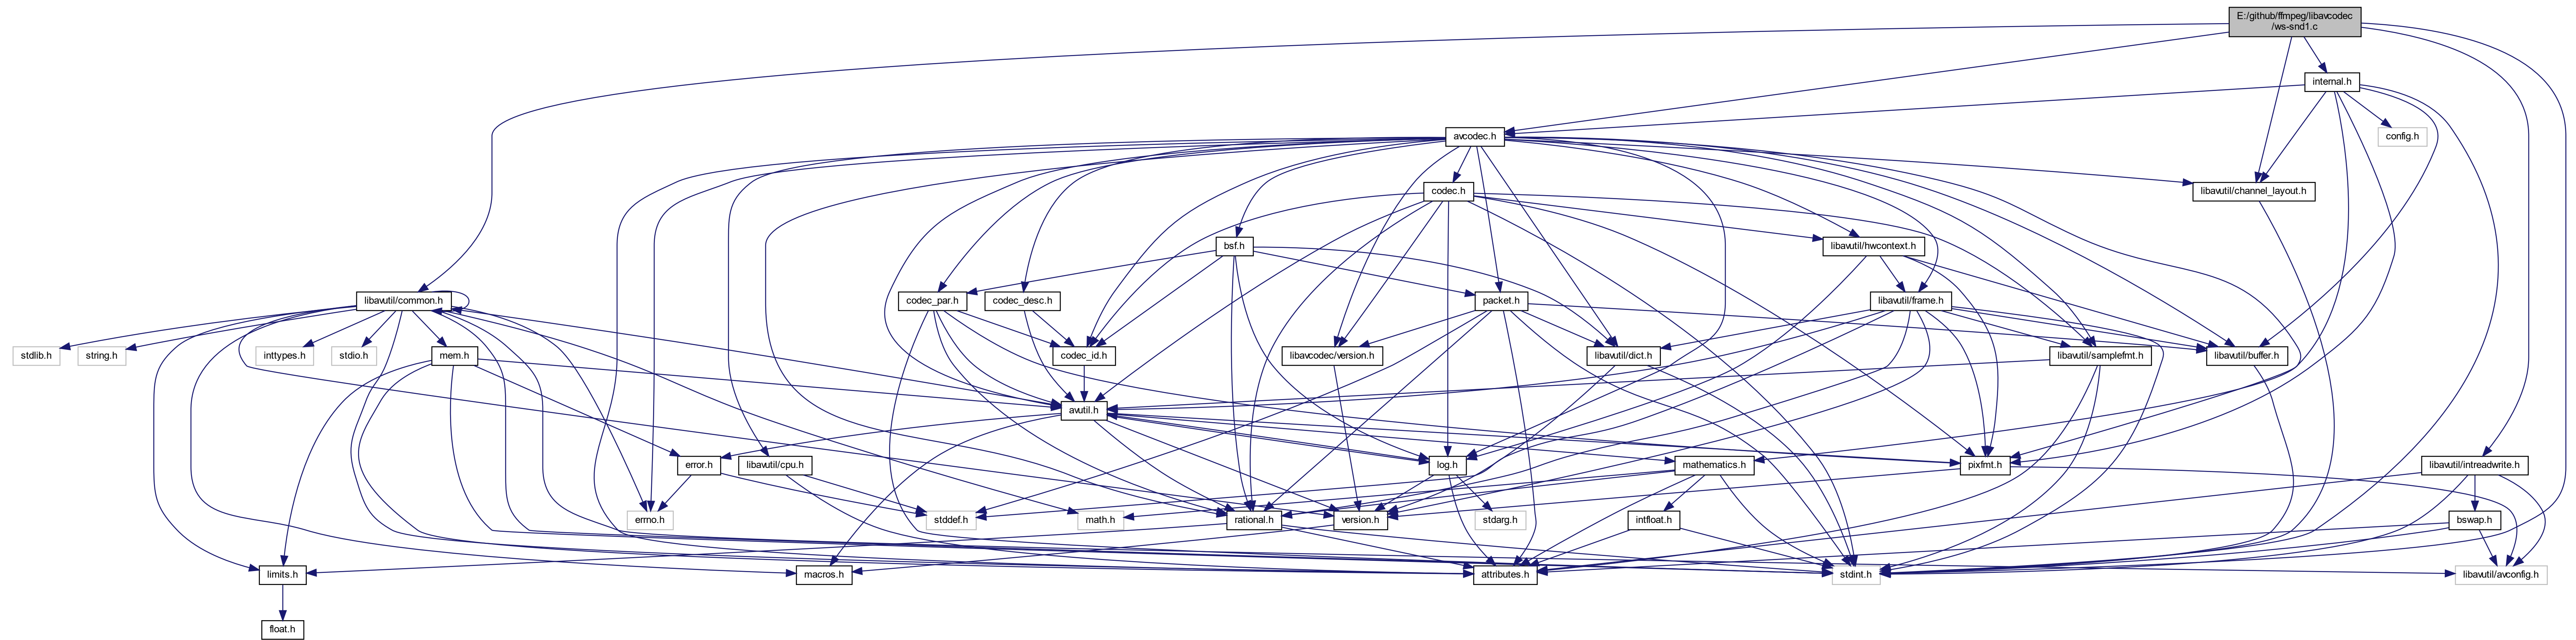 E:/github/ffmpeg/libavcodec
/ws-snd1.c
internal.h
avcodec.h
config.h
codec.h
libavutil/channel_layout.h
bsf.h
libavutil/hwcontext.h
libavutil/common.h
codec_par.h
codec_desc.h
packet.h
libavutil/frame.h
stdlib.h
string.h
inttypes.h
stdio.h
mem.h
codec_id.h
libavcodec/version.h
libavutil/dict.h
libavutil/samplefmt.h
libavutil/buffer.h
avutil.h
error.h
libavutil/cpu.h
log.h
mathematics.h
pixfmt.h
libavutil/intreadwrite.h
errno.h
stddef.h
math.h
rational.h
version.h
stdarg.h
intfloat.h
bswap.h
limits.h
macros.h
attributes.h
stdint.h
libavutil/avconfig.h
float.h